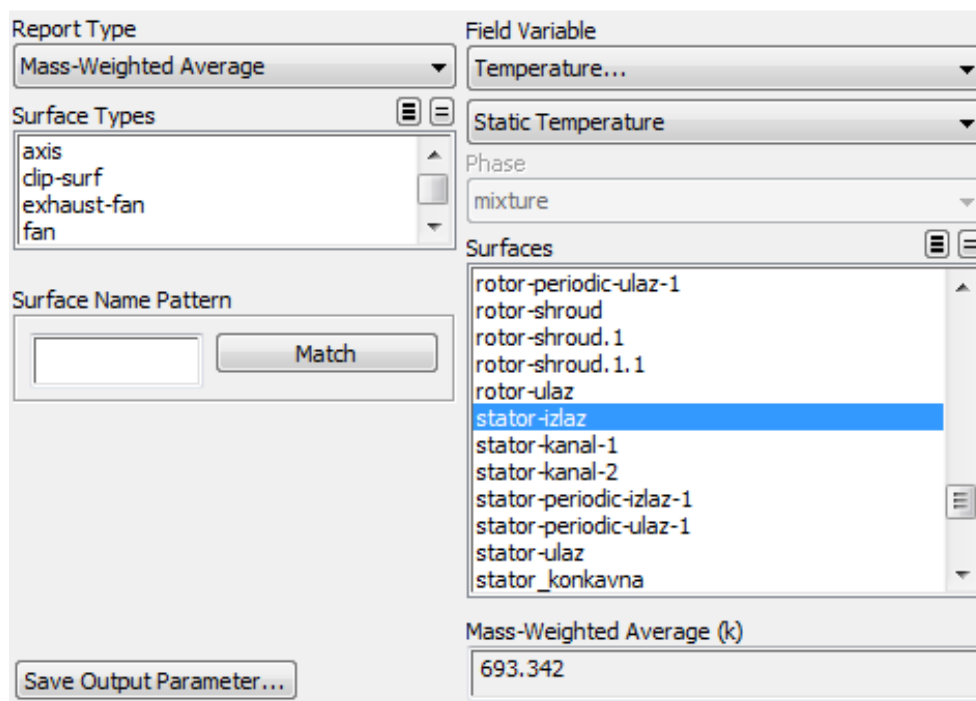 Report Type
Mass-Weighted Average
Surface Types
axis
clip-surf
exhaust-fan
fan
Surface Name Pattern
Match
Save Output Parameter...
Field Variable
Temperature...
Static Temperature
Phase
mixture
Surfaces
rotor-periodic-ulaz-1
rotor-shroud
rotor-shroud.1
rotor-shroud.1.1
rotor-ulaz
stator-izlaz
stator-kanal-1
stator-kanal-2
stator-periodic-izlaz-1
stator-periodic-ulaz-1
stator-ulaz
stator_konkavna
Mass-Weighted Average (k)
693.342